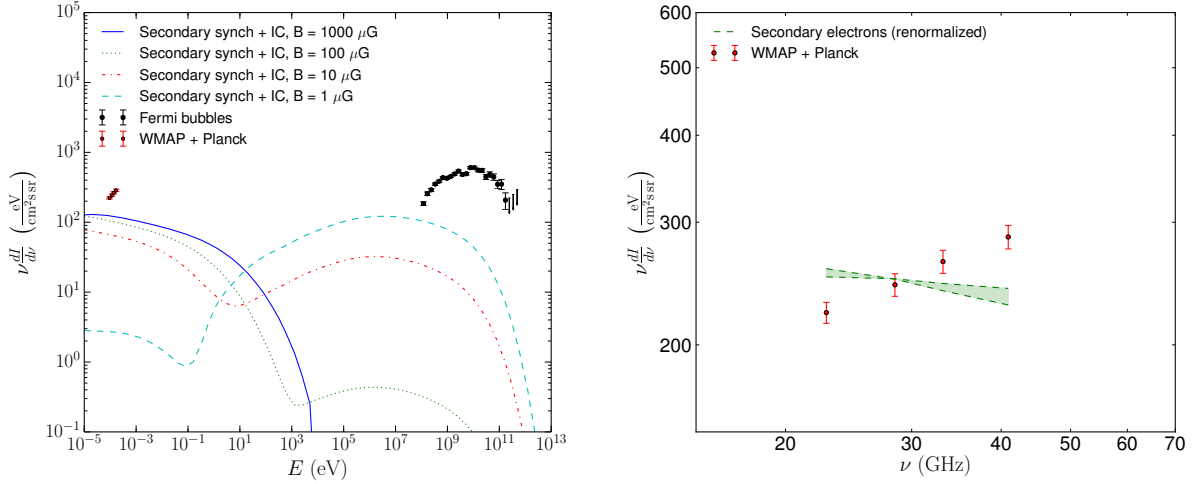 10^5
10^4
10^3
10^2
10^1
10^0
10^-1
ν dI/dν (eV/cm²s sr)
Secondary synch + IC, B = 1000 μG
Secondary synch + IC, B = 100 μG
Secondary synch + IC, B = 10 μG
Secondary synch + IC, B = 1 μG
Fermi bubbles
WMAP + Planck
10^-5 10^-3 10^-1 10^1 10^3 10^5 10^7 10^9 10^11 10^13
E (eV)
600
500
400
300
200
ν dI/dν (eV/cm²s sr)
Secondary electrons (renormalized)
WMAP + Planck
20 30 40 50 60 70
ν (GHz)